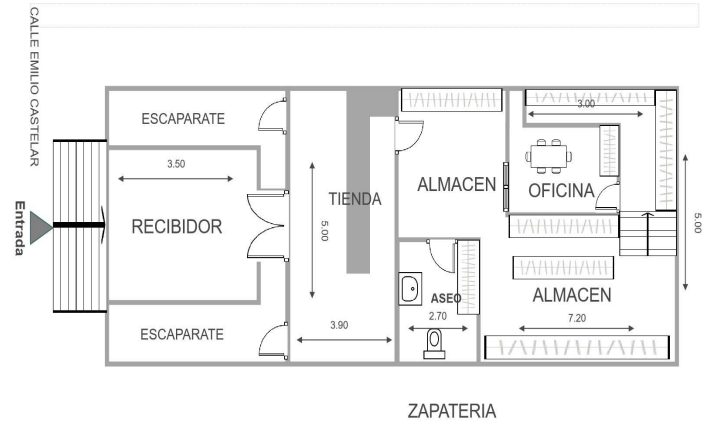 CALLE EMILIO CASTELAR
Entrada
ESCAPARATE
3.50
RECIBIDOR
ESCAPARATE
TIENDA
5.00
3.90
ALMACEN
3.00
OFICINA
5.00
ASEO
2.70
ALMACEN
7.20
ZAPATERIA